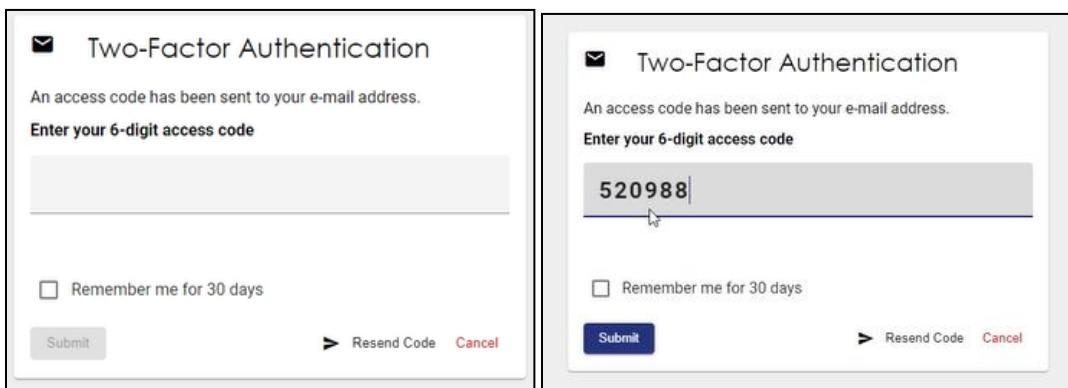 Two-Factor Authentication
An access code has been sent to your e-mail address.
Enter your 6-digit access code
Remember me for 30 days
Submit
Resend Code
Cancel
Two-Factor Authentication
An access code has been sent to your e-mail address.
Enter your 6-digit access code
520988
Remember me for 30 days
Submit
Resend Code
Cancel